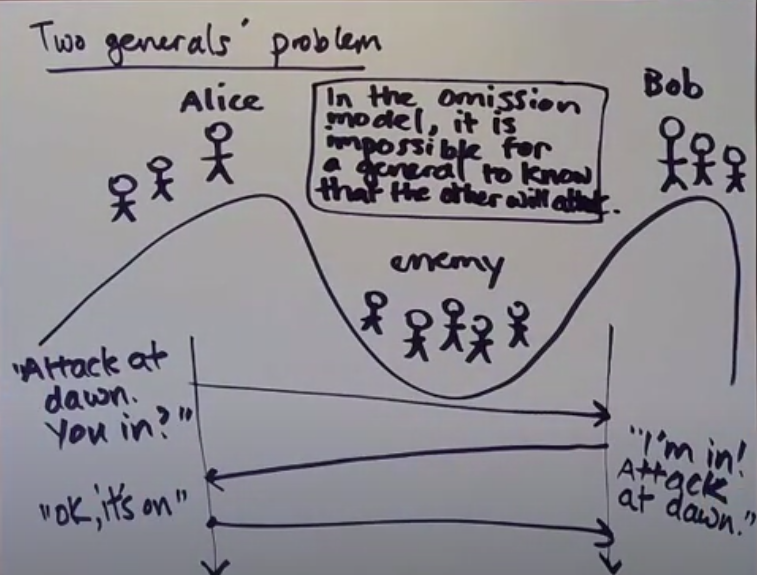 Two generals' problem
Alice
In the omission
model, it is
impossible for
a general to know
that the other will attack.
Bob
enemy
"Attack at
dawn.
You in?"
"I'm in!
Attack
at dawn."
"OK, it's on"